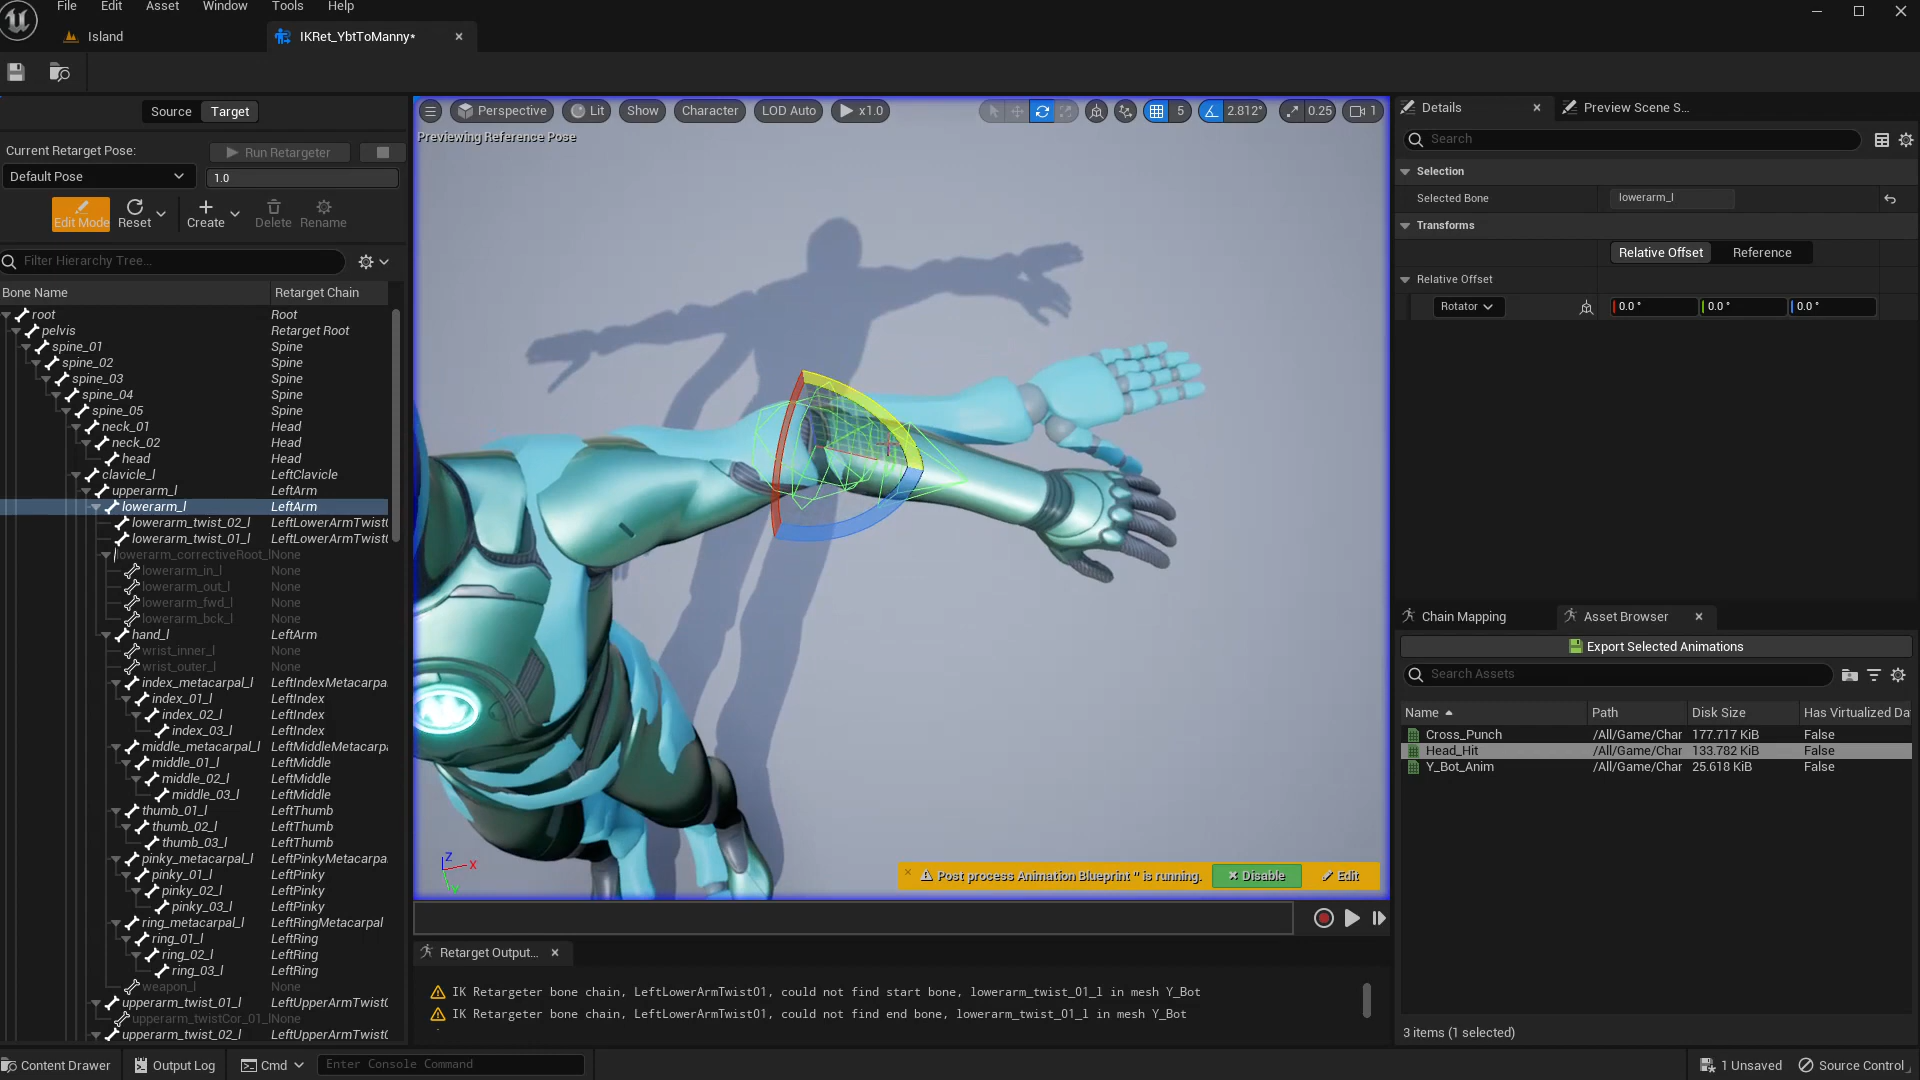 File Edit Asset Window Tools Help
Island
IKRet_YbtToManny*
Source Target
Current Retarget Pose:
Run Retargeter
Default Pose
1.0
Edit Mode Reset Create Delete Rename
Filter Hierarchy Tree...
Bone Name Retarget Chain
root Root
pelvis Retarget Root
spine_01 Spine
spine_02 Spine
spine_03 Spine
spine_04 Spine
spine_05 Spine
neck_01 Head
neck_02 Head
head Head
clavicle_l LeftClavicle
upperarm_l LeftArm
lowerarm_l LeftArm
lowerarm_twist_02_l LeftLowerArmTwist0
lowerarm_twist_01_l LeftLowerArmTwist0
lowerarm_correctiveRoot_l None
lowerarm_in_l None
lowerarm_out_l None
lowerarm_fwd_l None
lowerarm_bck_l None
hand_l LeftArm
wrist_inner_l None
wrist_outer_l None
index_metacarpal_l LeftIndexMetacarpa
index_01_l LeftIndex
index_02_l LeftIndex
index_03_l LeftIndex
middle_metacarpal_l LeftMiddleMetacarp
middle_01_l LeftMiddle
middle_02_l LeftMiddle
middle_03_l LeftMiddle
thumb_01_l LeftThumb
thumb_02_l LeftThumb
thumb_03_l LeftThumb
pinky_metacarpal_l LeftPinkyMetacarpa
pinky_01_l LeftPinky
pinky_02_l LeftPinky
pinky_03_l LeftPinky
ring_metacarpal_l LeftRingMetacarpal
ring_01_l LeftRing
ring_02_l LeftRing
ring_03_l LeftRing
weapon_l None
upperarm_twist_01_l LeftUpperArmTwist0
upperarm_twistCor_01_l None
upperarm_twist_02_l LeftUpperArmTwist0
Perspective Lit Show Character LOD Auto x1.0 5 2.812° 0.25 1
Previewing Reference Pose
Z X Y
Post process Animation Blueprint '' is running. Disable Edit
Retarget Output...
IK Retargeter bone chain, LeftLowerArmTwist01, could not find start bone, lowerarm_twist_01_l in mesh Y_Bot
IK Retargeter bone chain, LeftLowerArmTwist01, could not find end bone, lowerarm_twist_01_l in mesh Y_Bot
Details Preview Scene S...
Search
Selection
Selected Bone lowerarm_l
Transforms
Relative Offset Reference
Relative Offset
Rotator 0.0 ° 0.0 ° 0.0 °
Chain Mapping Asset Browser
Export Selected Animations
Search Assets
Name Path Disk Size Has Virtualized Da
Cross_Punch /All/Game/Char 177.717 KiB False
Head_Hit /All/Game/Char 133.782 KiB False
Y_Bot_Anim /All/Game/Char 25.618 KiB False
3 items (1 selected)
Content Drawer Output Log Cmd Enter Console Command 1 Unsaved Source Control